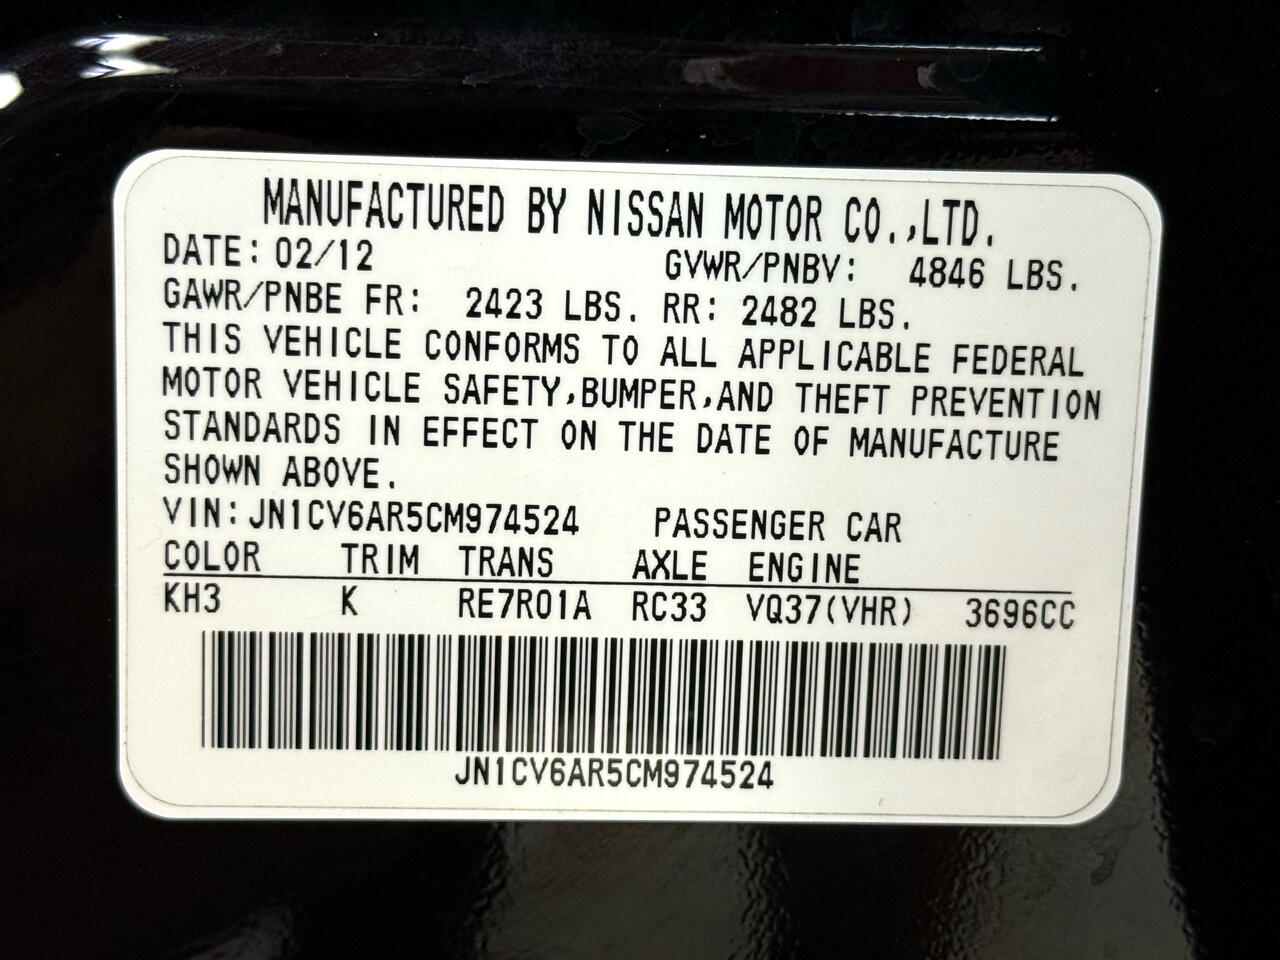 MANUFACTURED BY NISSAN MOTOR CO.,LTD.
DATE: 02/12 GVWR/PNBV: 4846 LBS.
GAWR/PNBE FR: 2423 LBS. RR: 2482 LBS.
THIS VEHICLE CONFORMS TO ALL APPLICABLE FEDERAL
MOTOR VEHICLE SAFETY,BUMPER,AND THEFT PREVENTION
STANDARDS IN EFFECT ON THE DATE OF MANUFACTURE
SHOWN ABOVE.
VIN: JN1CV6AR5CM974524 PASSENGER CAR
COLOR TRIM TRANS AXLE ENGINE
KH3 K RE7R01A RC33 VQ37(VHR) 3696CC
JN1CV6AR5CM974524